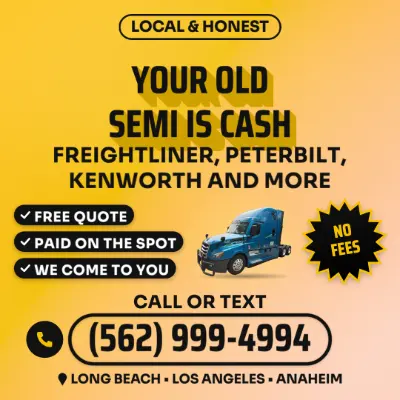 LOCAL & HONEST
YOUR OLD
SEMI IS CASH
FREIGHTLINER, PETERBILT,
KENWORTH AND MORE
FREE QUOTE
PAID ON THE SPOT
WE COME TO YOU
NO
FEES
CALL OR TEXT
(562) 999-4994
LONG BEACH • LOS ANGELES • ANAHEIM